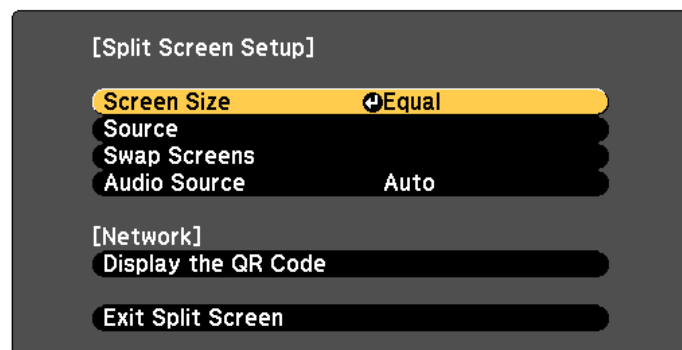 [Split Screen Setup]
Screen Size Equal
Source
Swap Screens
Audio Source Auto
[Network]
Display the QR Code
Exit Split Screen